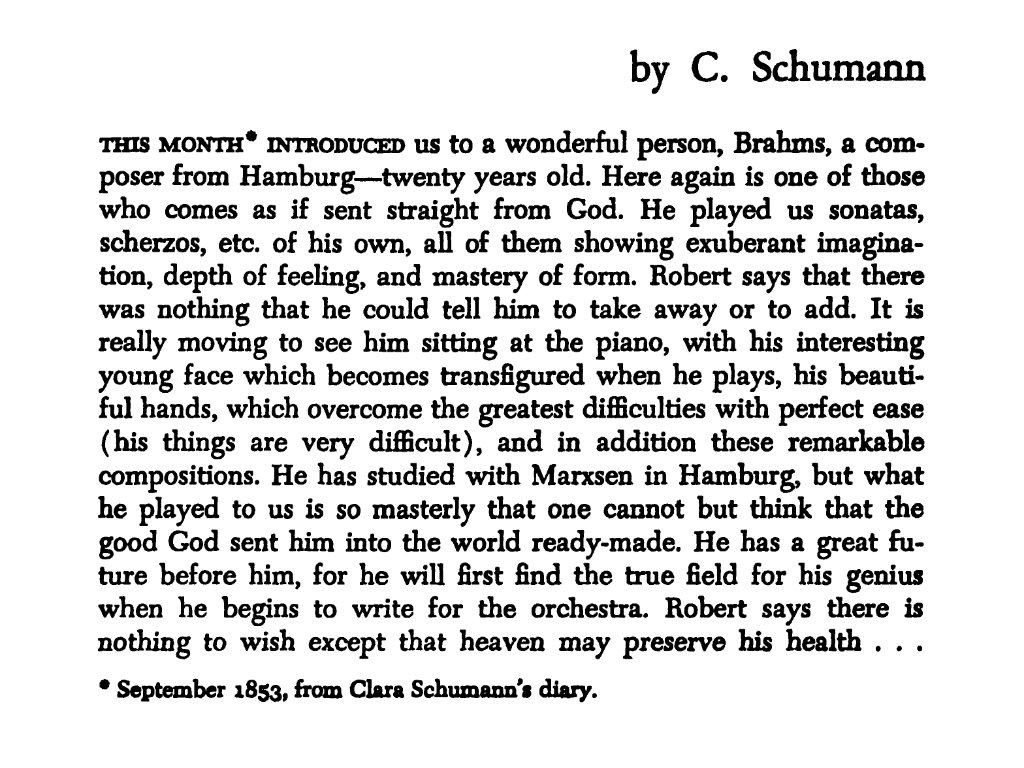 by C. Schumann
THIS MONTH* INTRODUCED us to a wonderful person, Brahms, a com-
poser from Hamburg—twenty years old. Here again is one of those
who comes as if sent straight from God. He played us sonatas,
scherzos, etc. of his own, all of them showing exuberant imagina-
tion, depth of feeling, and mastery of form. Robert says that there
was nothing that he could tell him to take away or to add. It is
really moving to see him sitting at the piano, with his interesting
young face which becomes transfigured when he plays, his beauti-
ful hands, which overcome the greatest difficulties with perfect ease
(his things are very difficult), and in addition these remarkable
compositions. He has studied with Marxsen in Hamburg, but what
he played to us is so masterly that one cannot but think that the
good God sent him into the world ready-made. He has a great fu-
ture before him, for he will first find the true field for his genius
when he begins to write for the orchestra. Robert says there is
nothing to wish except that heaven may preserve his health . . .
* September 1853, from Clara Schumann's diary.